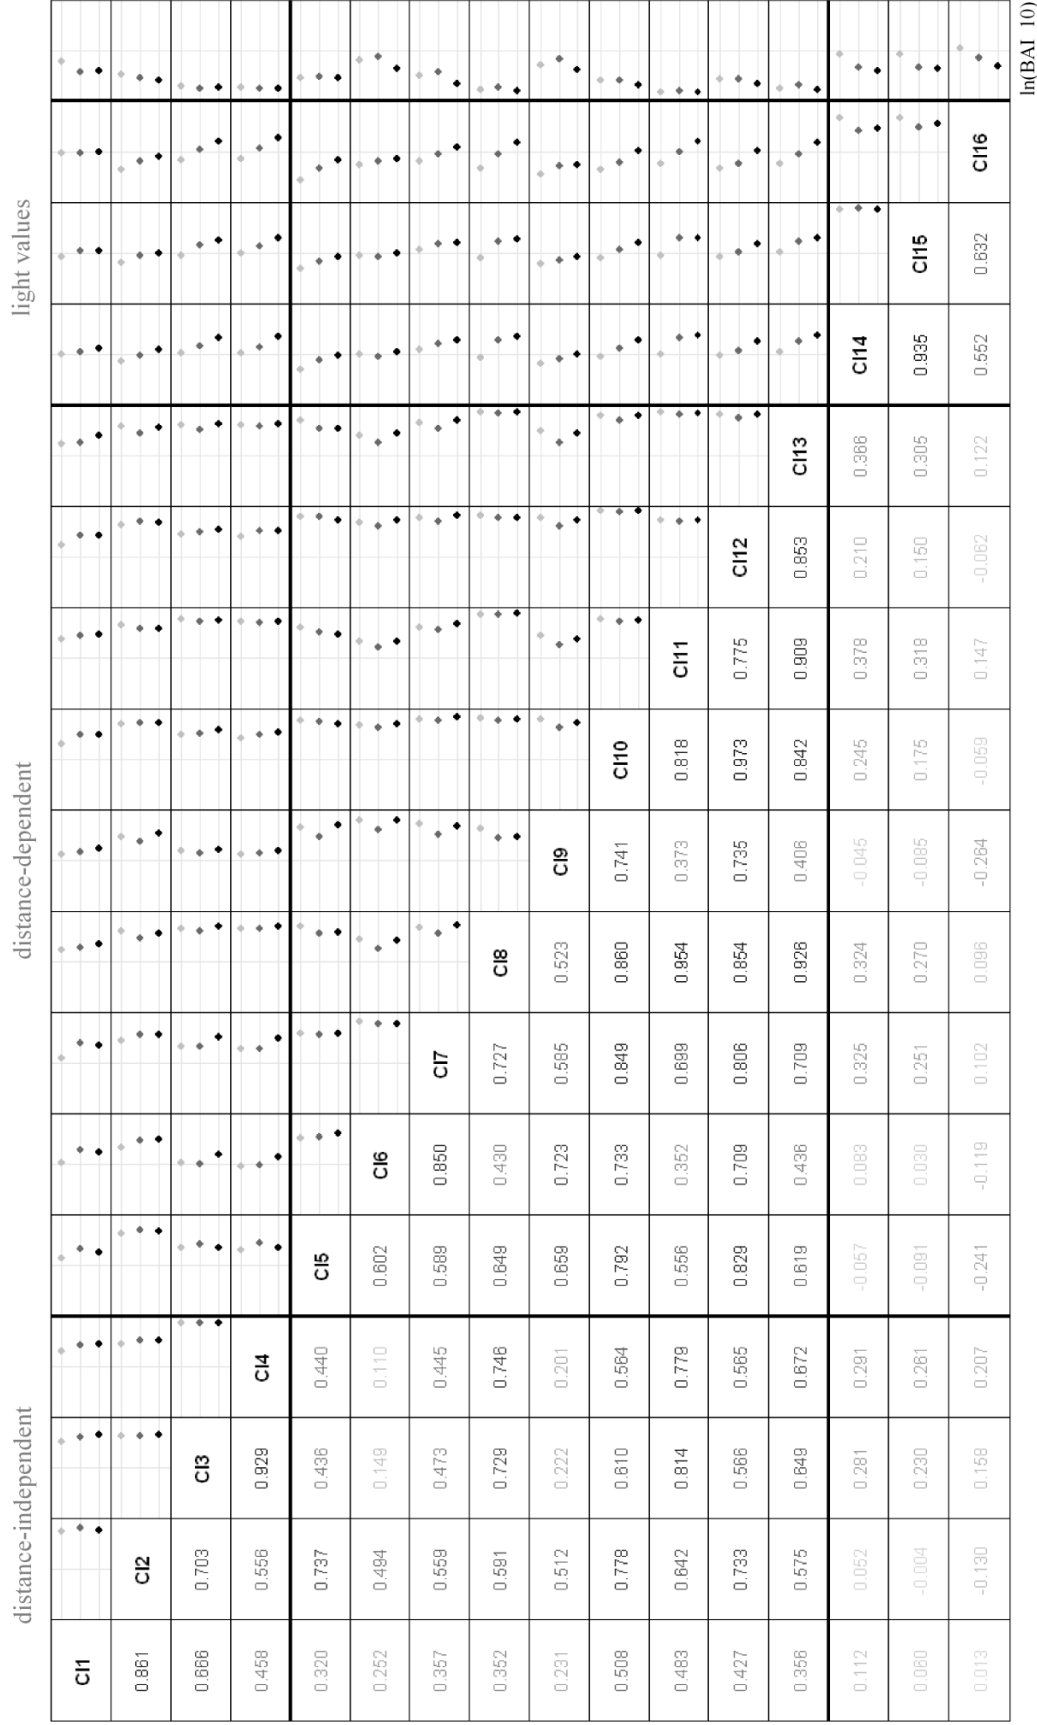 distance-independent distance-dependent light values
CI1
0.861 CI2
0.666 0.703 CI3
0.458 0.556 0.929 CI4
0.320 0.737 0.436 0.440 CI5
0.252 0.494 0.149 0.110 0.602 CI6
0.357 0.559 0.473 0.445 0.589 0.850 CI7
0.352 0.591 0.729 0.746 0.649 0.430 0.727 CI8
0.231 0.512 0.222 0.201 0.659 0.723 0.585 0.523 CI9
0.508 0.778 0.610 0.564 0.792 0.733 0.849 0.860 0.741 CI10
0.483 0.642 0.814 0.779 0.556 0.352 0.699 0.954 0.373 0.818 CI11
0.427 0.733 0.566 0.565 0.829 0.709 0.806 0.854 0.735 0.973 0.775 CI12
0.356 0.575 0.649 0.672 0.619 0.436 0.709 0.926 0.406 0.842 0.909 0.853 CI13
0.112 0.052 0.281 0.291 -0.057 0.083 0.325 0.324 -0.045 0.245 0.378 0.210 0.366 CI14
0.060 -0.004 0.230 0.261 -0.091 0.030 0.251 0.270 -0.085 0.175 0.318 0.150 0.305 0.935 CI15
0.013 -0.130 0.158 0.207 -0.241 -0.119 0.102 0.096 -0.264 -0.059 0.147 -0.062 0.122 0.552 0.632 CI16
ln(BAI 10)